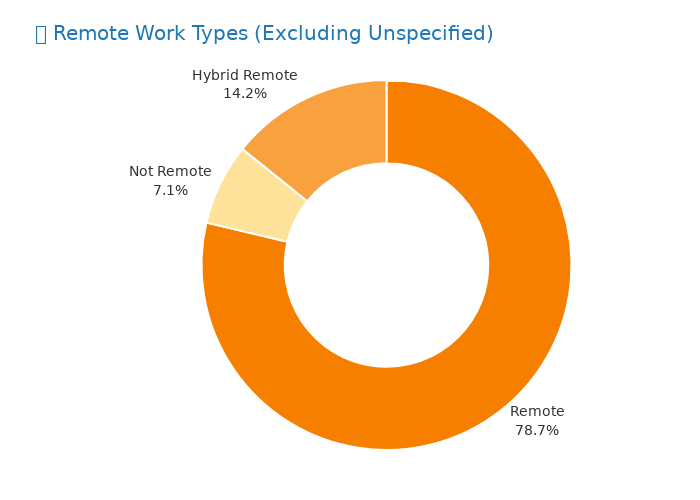 Remote Work Types (Excluding Unspecified)
Hybrid Remote
14.2%
Not Remote
7.1%
Remote
78.7%